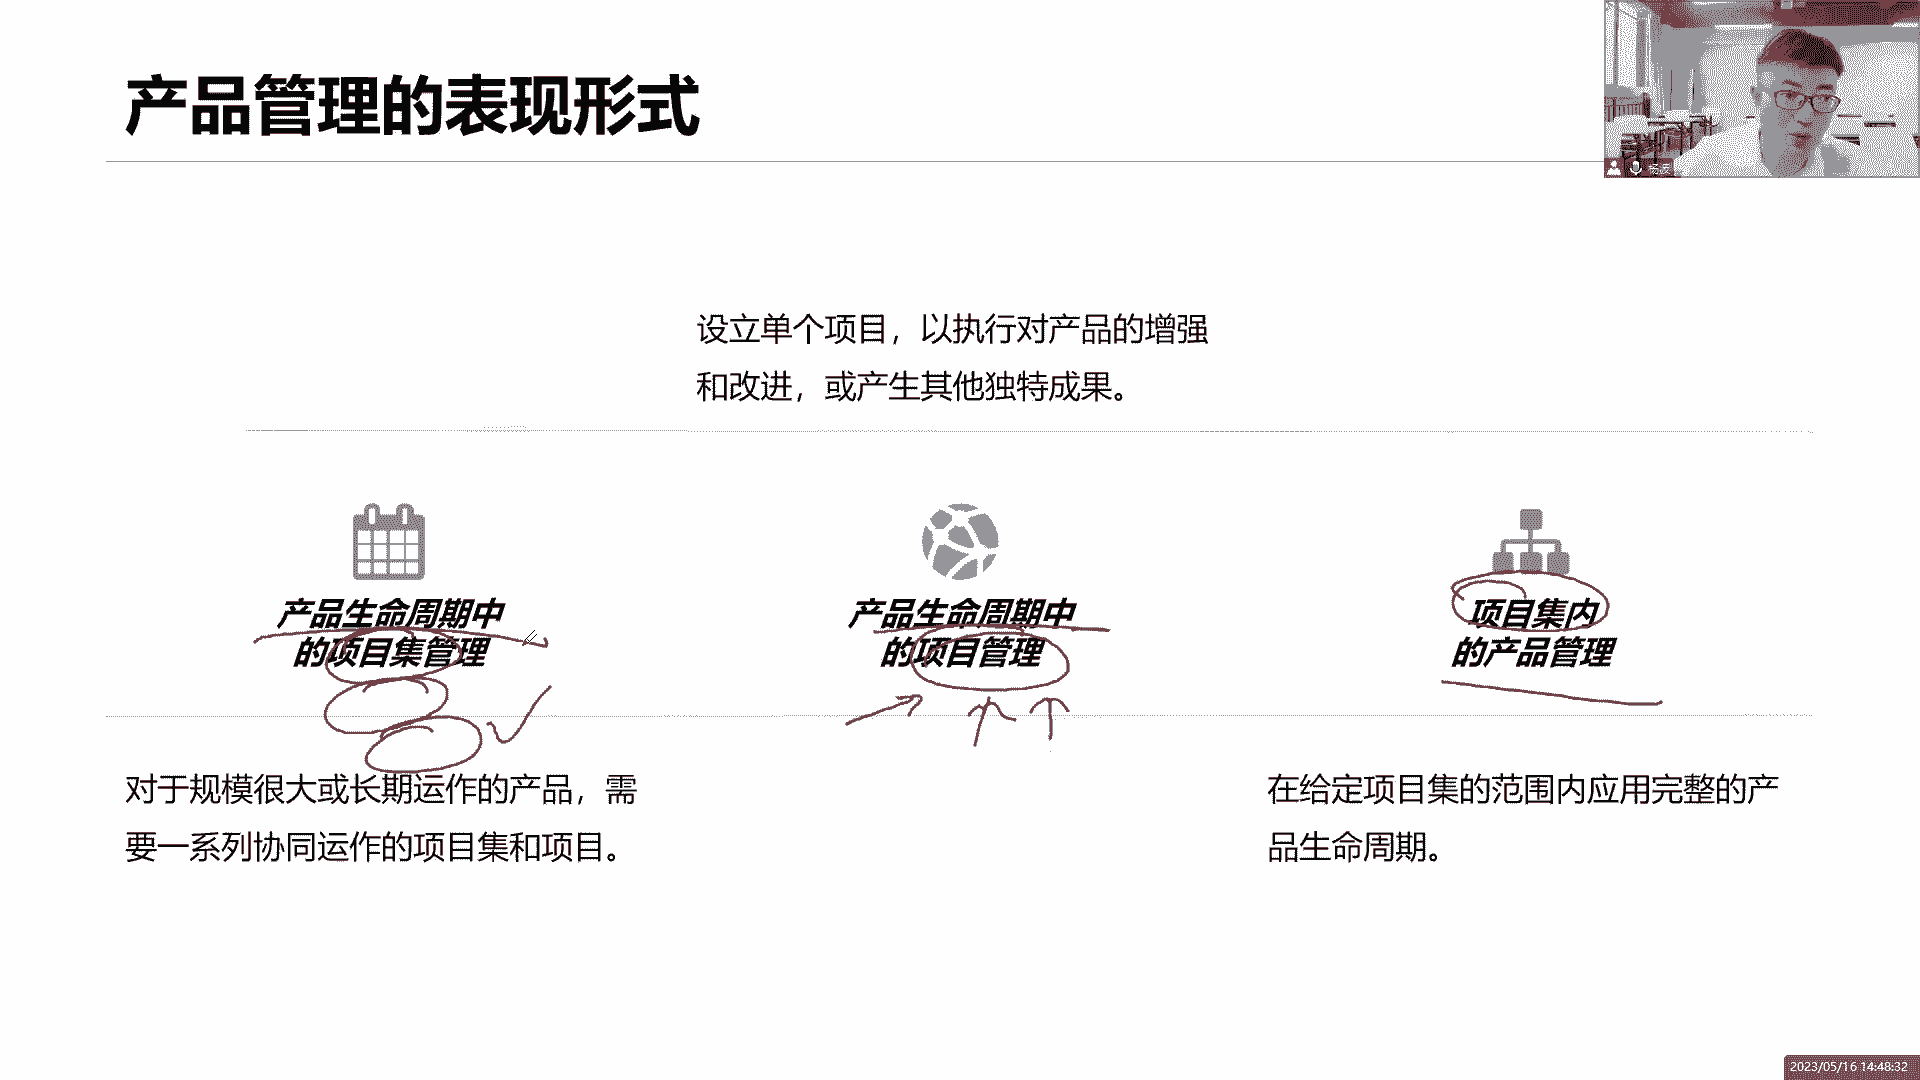 产品管理的表现形式
设立单个项目，以执行对产品的增强
和改进，或产生其他独特成果。
产品生命周期中
的项目集管理
产品生命周期中
的项目管理
项目集内
的产品管理
对于规模很大或长期运作的产品，需
要一系列协同运作的项目集和项目。
在给定项目集的范围内应用完整的产
品生命周期。
2023/05/16 14:48:32